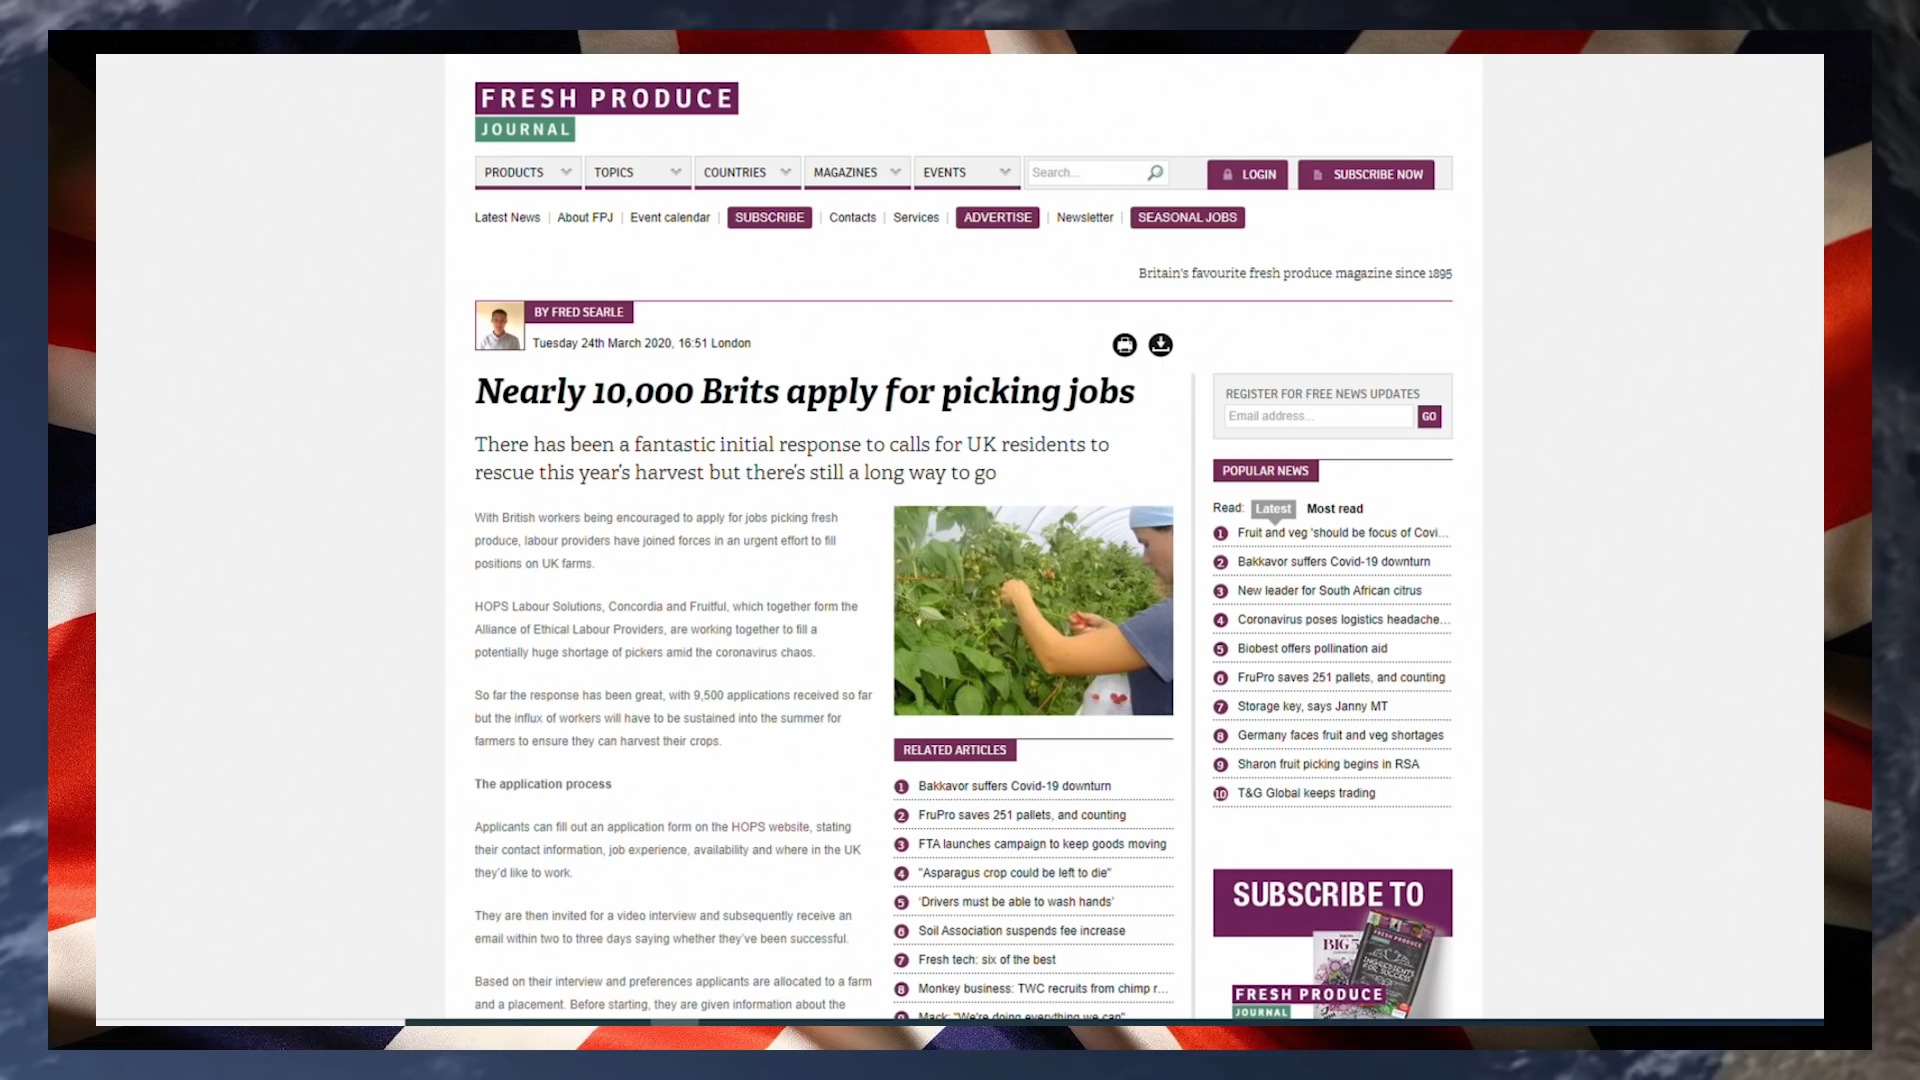 FRESH PRODUCE
JOURNAL
PRODUCTS
TOPICS
COUNTRIES
MAGAZINES
EVENTS
Search...
LOGIN
SUBSCRIBE NOW
Latest News
About FPJ
Event calendar
SUBSCRIBE
Contacts
Services
ADVERTISE
Newsletter
SEASONAL JOBS
Britain's favourite fresh produce magazine since 1895
BY FRED SEARLE
Tuesday 24th March 2020, 16:51 London
Nearly 10,000 Brits apply for picking jobs
There has been a fantastic initial response to calls for UK residents to
rescue this year's harvest but there's still a long way to go
With British workers being encouraged to apply for jobs picking fresh
produce, labour providers have joined forces in an urgent effort to fill
positions on UK farms.
HOPS Labour Solutions, Concordia and Fruitful, which together form the
Alliance of Ethical Labour Providers, are working together to fill a
potentially huge shortage of pickers amid the coronavirus chaos.
So far the response has been great, with 9,500 applications received so far
but the influx of workers will have to be sustained into the summer for
farmers to ensure they can harvest their crops.
The application process
Applicants can fill out an application form on the HOPS website, stating
their contact information, job experience, availability and where in the UK
they'd like to work.
They are then invited for a video interview and subsequently receive an
email within two to three days saying whether they've been successful.
Based on their interview and preferences applicants are allocated to a farm
and a placement. Before starting, they are given information about the
RELATED ARTICLES
1 Bakkavor suffers Covid-19 downturn
2 FruPro saves 251 pallets, and counting
3 FTA launches campaign to keep goods moving
4 "Asparagus crop could be left to die"
5 'Drivers must be able to wash hands'
6 Soil Association suspends fee increase
7 Fresh tech: six of the best
8 Monkey business: TWC recruits from chimp r...
9 Mack: "We're doing everything we can"
REGISTER FOR FREE NEWS UPDATES
Email address...
GO
POPULAR NEWS
Read: Latest Most read
1 Fruit and veg 'should be focus of Covi...
2 Bakkavor suffers Covid-19 downturn
3 New leader for South African citrus
4 Coronavirus poses logistics headache...
5 Biobest offers pollination aid
6 FruPro saves 251 pallets, and counting
7 Storage key, says Janny MT
8 Germany faces fruit and veg shortages
9 Sharon fruit picking begins in RSA
10 T&G Global keeps trading
SUBSCRIBE TO
BIG 5
FRESH PRODUCE
INGREDIENTS
FOR SUCCESS
FRESH PRODUCE
JOURNAL